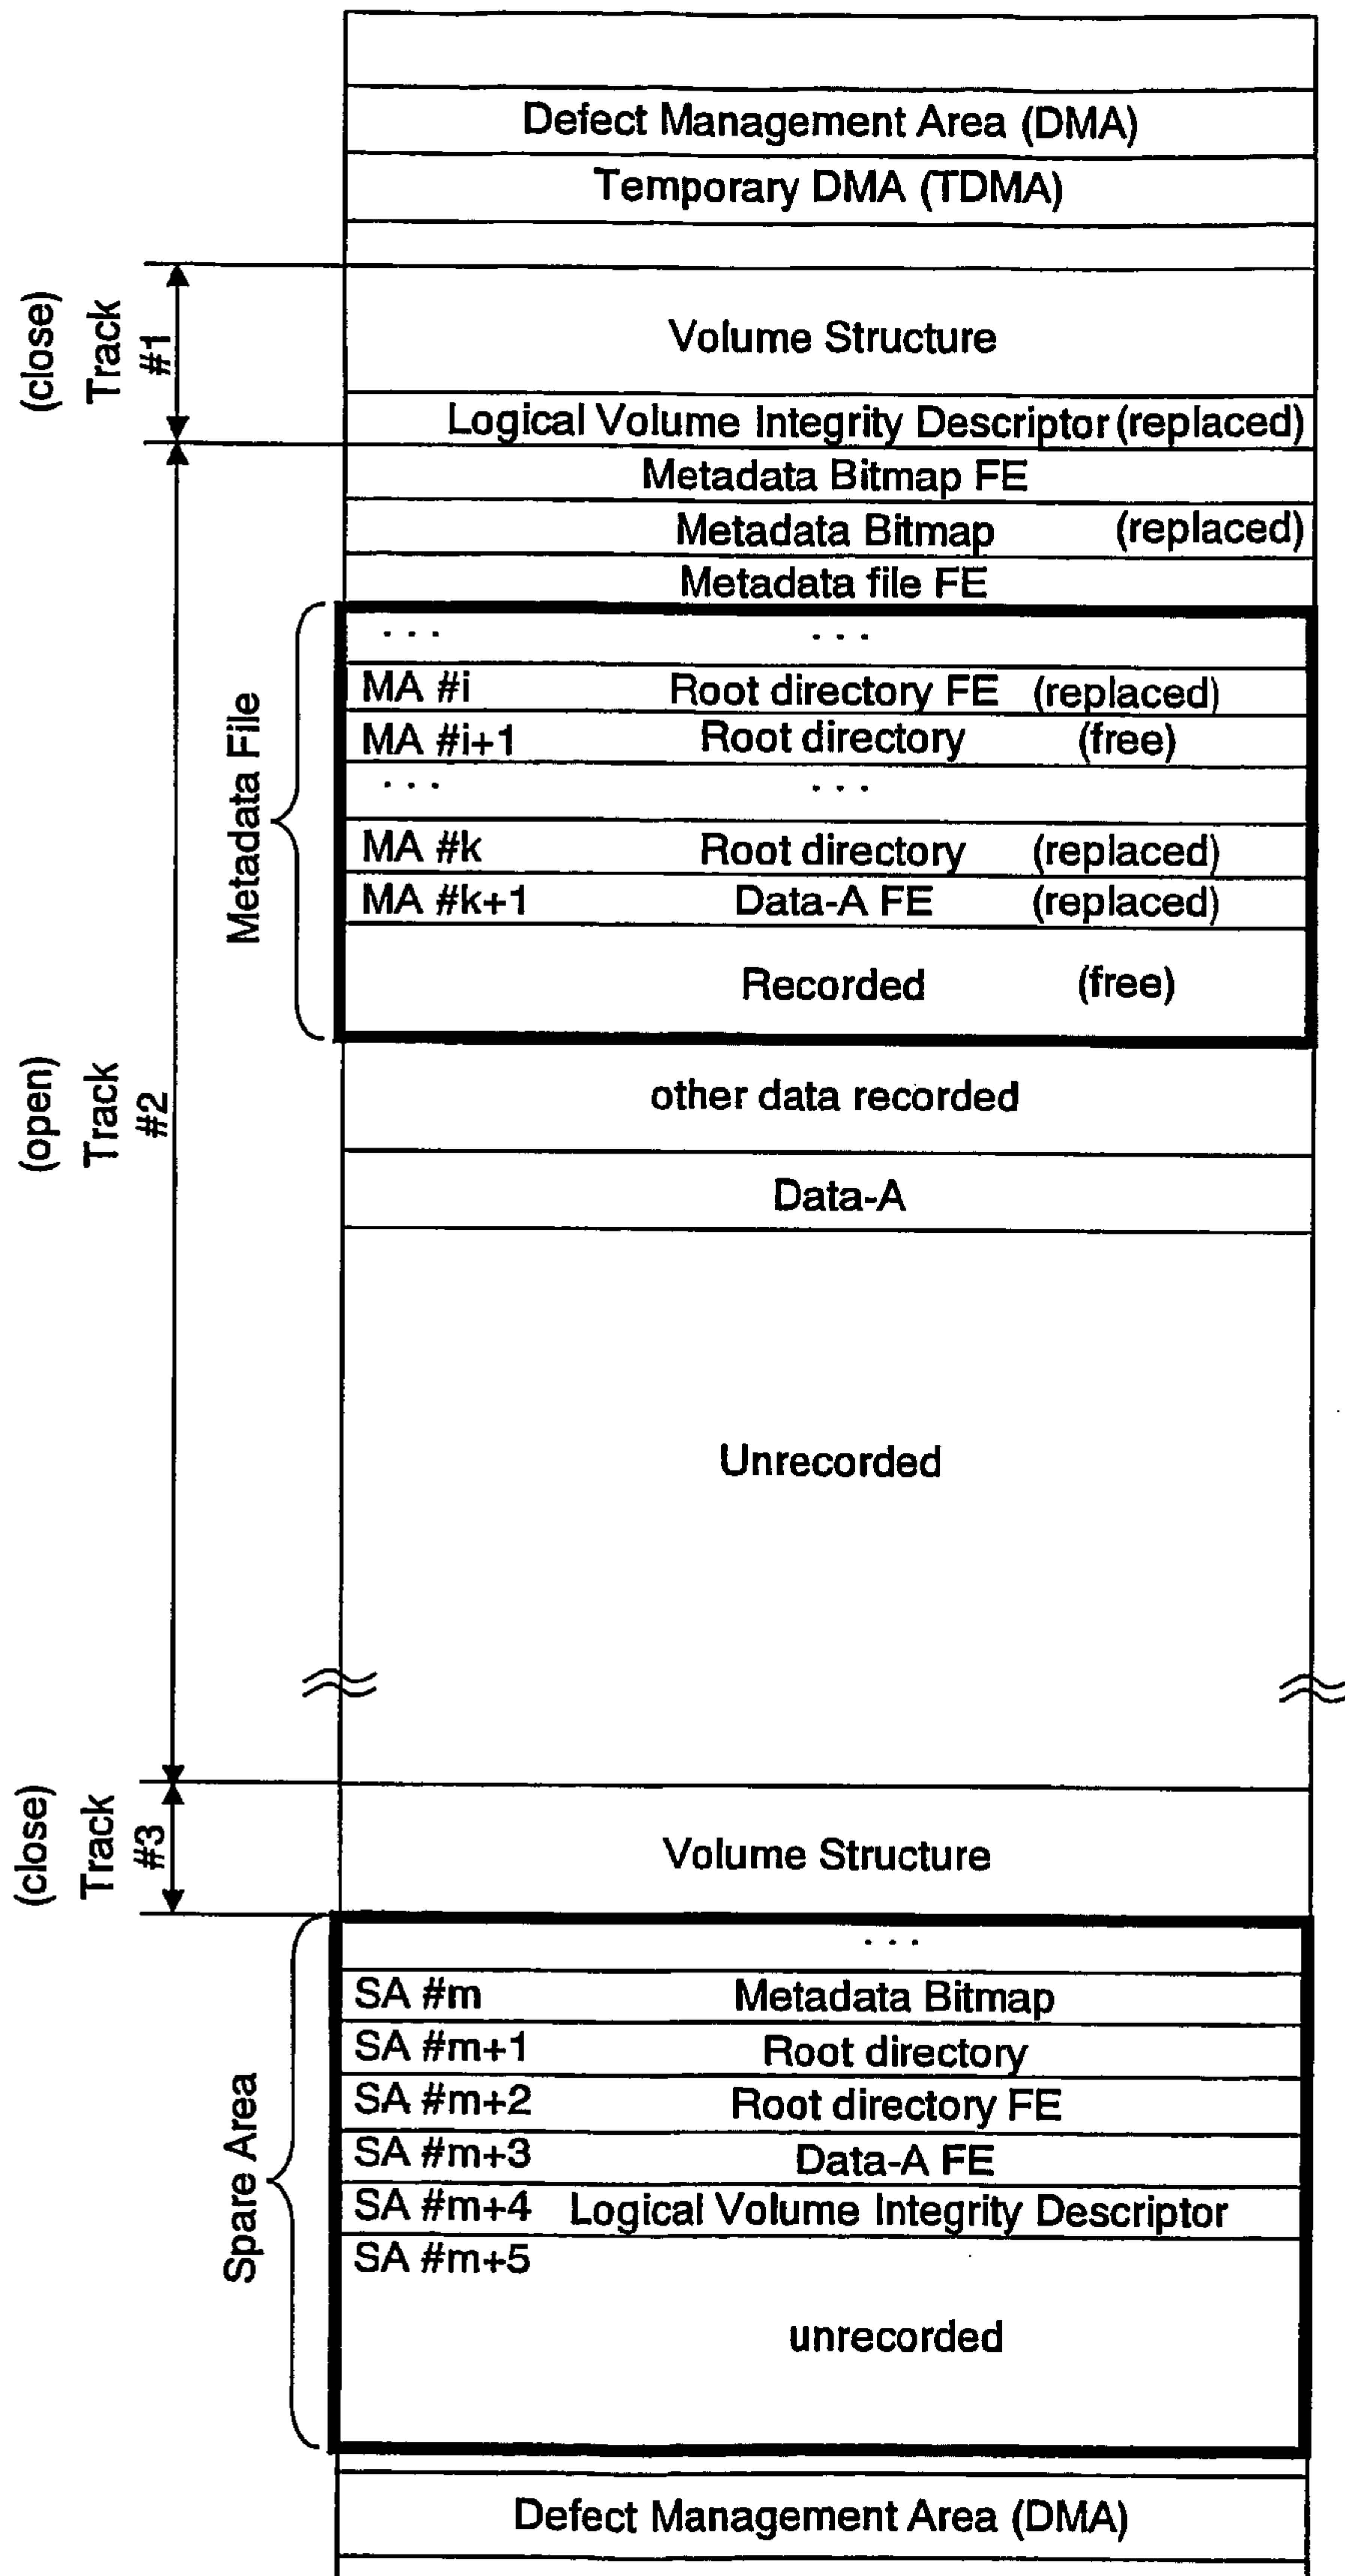 Defect Management Area (DMA)
Temporary DMA (TDMA)
(close)
Track
#1
Volume Structure
Logical Volume Integrity Descriptor (replaced)
Metadata Bitmap FE
Metadata Bitmap (replaced)
Metadata file FE
Metadata File
... ...
MA #i Root directory FE (replaced)
MA #i+1 Root directory (free)
... ...
MA #k Root directory (replaced)
MA #k+1 Data-A FE (replaced)
Recorded (free)
(open)
Track
#2
other data recorded
Data-A
Unrecorded
(close)
Track
#3
Volume Structure
Spare Area
...
SA #m Metadata Bitmap
SA #m+1 Root directory
SA #m+2 Root directory FE
SA #m+3 Data-A FE
SA #m+4 Logical Volume Integrity Descriptor
SA #m+5
unrecorded
Defect Management Area (DMA)